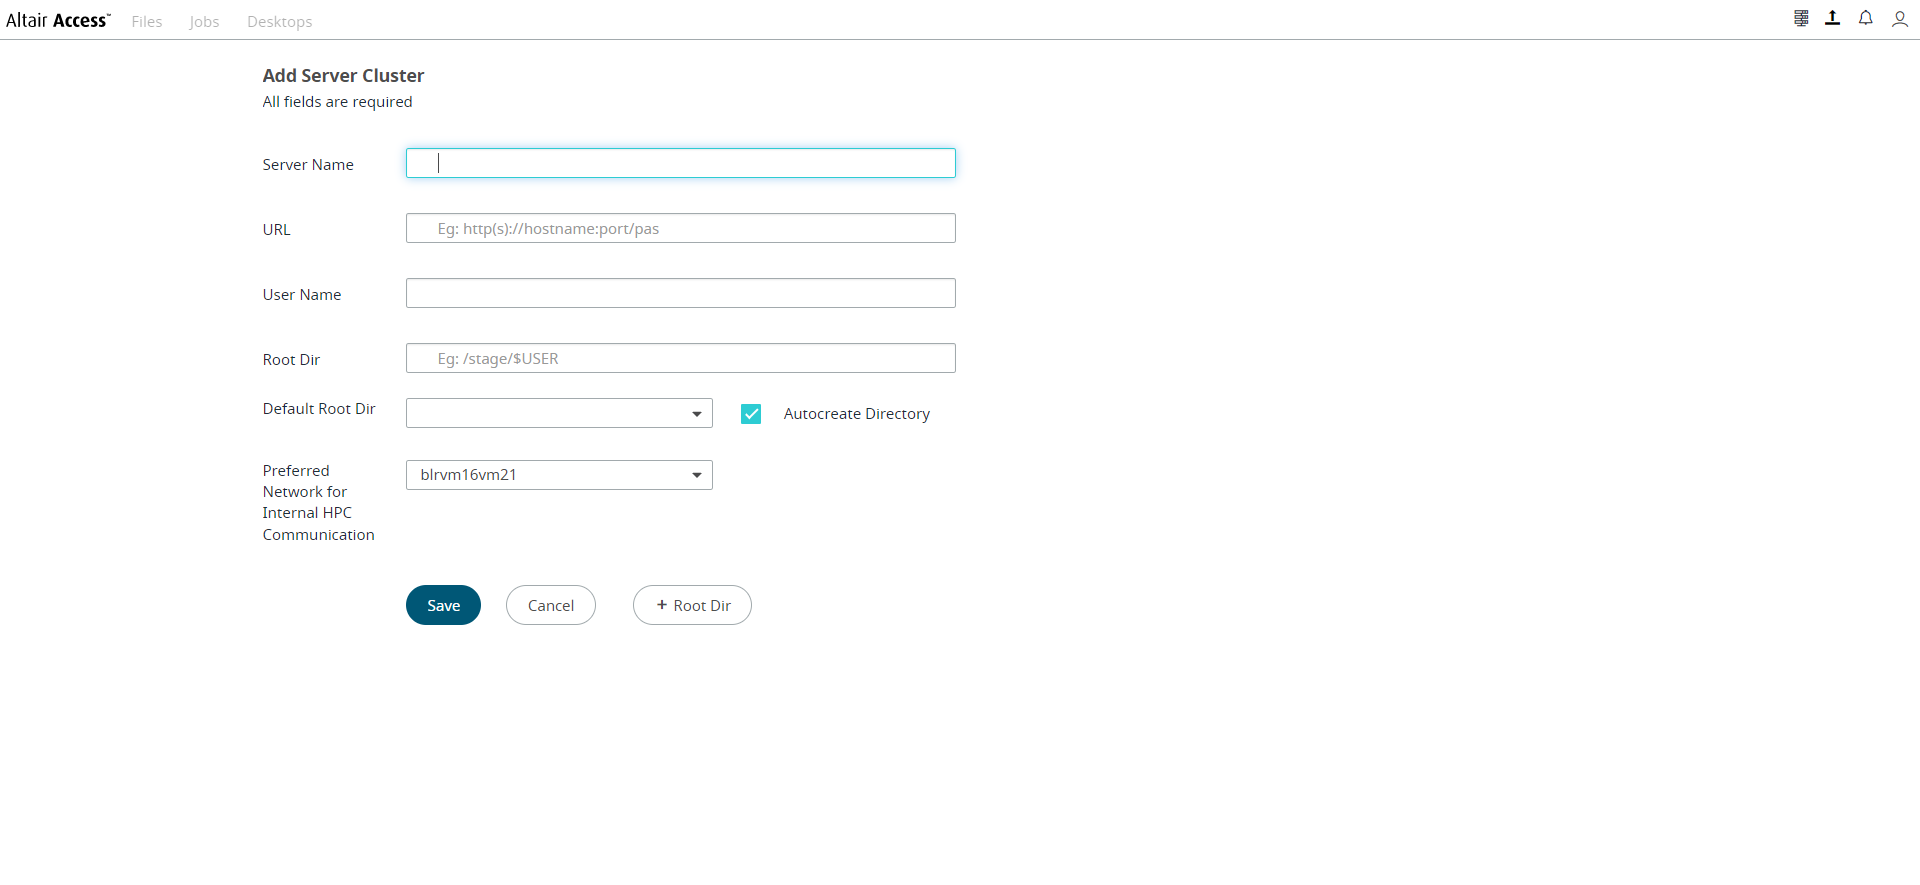 Altair Access™ Files Jobs Desktops
Add Server Cluster
All fields are required
Server Name
URL Eg: http(s)://hostname:port/pas
User Name
Root Dir Eg: /stage/$USER
Default Root Dir Autocreate Directory
Preferred blrvm16vm21
Network for
Internal HPC
Communication
Save Cancel + Root Dir